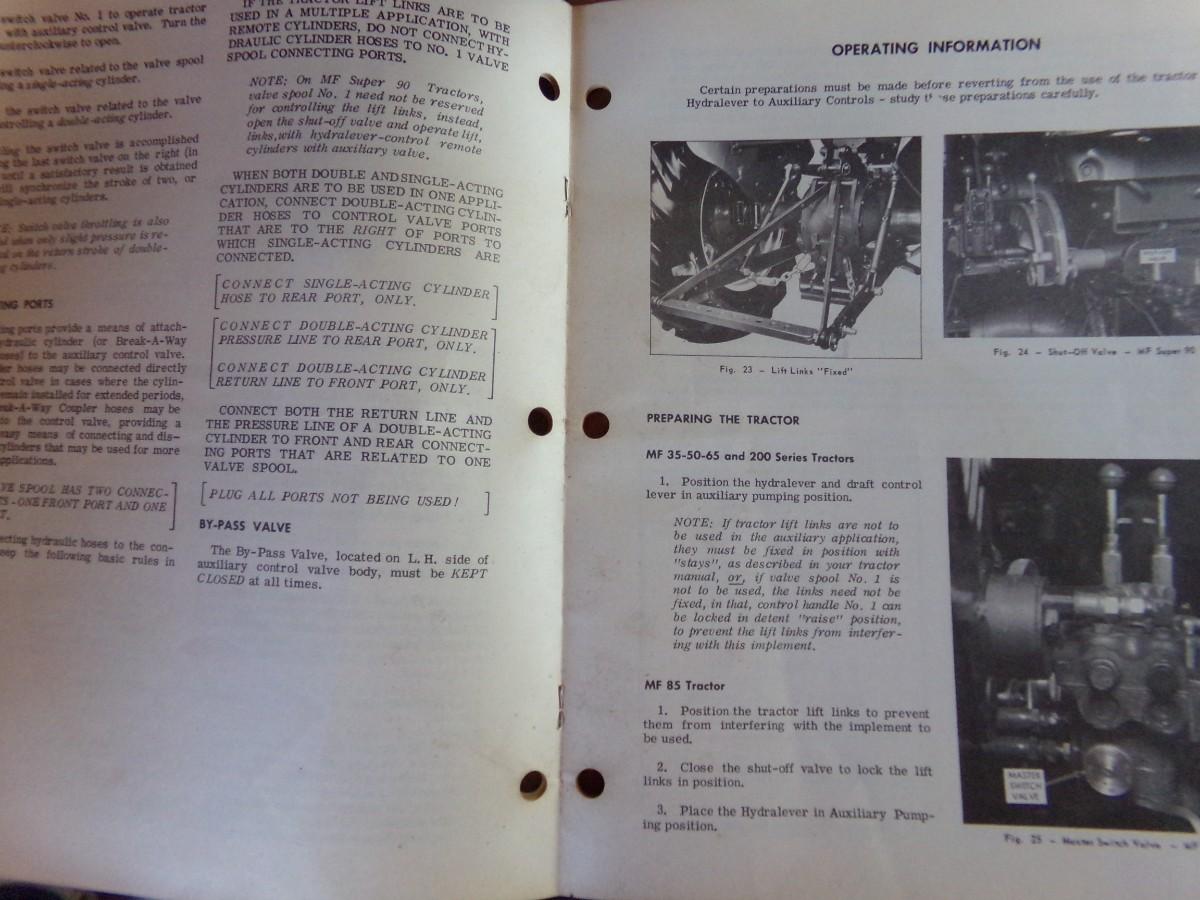 switch valve No. 1 to operate tractor
with auxiliary control valve. Turn the
counterclockwise to open.
switch valve related to the valve spool
a single-acting cylinder.
the switch valve related to the valve
controlling a double-acting cylinder.
the switch valve is accomplished
the last switch valve on the right (in
until a satisfactory result is obtained
synchronize the stroke of two, or
single-acting cylinders.
Switch valve throttling is also
when only slight pressure is re-
on the return stroke of double-
cylinders.
PORTS
ports provide a means of attach-
hydraulic cylinder (or Break-A-Way
hoses) to the auxiliary control valve.
hoses may be connected directly
valve in cases where the cylin-
remain installed for extended periods,
Break-A-Way Coupler hoses may be
to the control valve, providing a
easy means of connecting and dis-
cylinders that may be used for more
applications.
VE SPOOL HAS TWO CONNEC-
S - ONE FRONT PORT AND ONE
T.
ecting hydraulic hoses to the con-
eep the following basic rules in
IF THE TRACTOR LIFT LINKS ARE TO BE
USED IN A MULTIPLE APPLICATION, WITH
REMOTE CYLINDERS, DO NOT CONNECT HY-
DRAULIC CYLINDER HOSES TO NO. 1 VALVE
SPOOL CONNECTING PORTS.
NOTE: On MF Super 90 Tractors,
valve spool No. 1 need not be reserved
for controlling the lift links, instead,
open the shut-off valve and operate lift,
links, with hydralever-control remote
cylinders with auxiliary valve.
WHEN BOTH DOUBLE AND SINGLE-ACTING
CYLINDERS ARE TO BE USED IN ONE APPLI-
CATION, CONNECT DOUBLE-ACTING CYLIN-
DER HOSES TO CONTROL VALVE PORTS
THAT ARE TO THE RIGHT OF PORTS TO
WHICH SINGLE-ACTING CYLINDERS ARE
CONNECTED.
CONNECT SINGLE-ACTING CYLINDER
HOSE TO REAR PORT, ONLY.
CONNECT DOUBLE-ACTING CYLINDER
PRESSURE LINE TO REAR PORT, ONLY.
CONNECT DOUBLE-ACTING CYLINDER
RETURN LINE TO FRONT PORT, ONLY.
CONNECT BOTH THE RETURN LINE AND
THE PRESSURE LINE OF A DOUBLE-ACTING
CYLINDER TO FRONT AND REAR CONNECT-
ING PORTS THAT ARE RELATED TO ONE
VALVE SPOOL.
[PLUG ALL PORTS NOT BEING USED! ]
BY-PASS VALVE
The By-Pass Valve, located on L.H. side of
auxiliary control valve body, must be KEPT
CLOSED at all times.
OPERATING INFORMATION
Certain preparations must be made before reverting from the use of the tractor
Hydralever to Auxiliary Controls - study preparations carefully.
Fig. 23 - Lift Links "Fixed"
Fig. 24 - Shut-Off Valve - MF Super 90
PREPARING THE TRACTOR
MF 35-50-65 and 200 Series Tractors
1. Position the hydralever and draft control
lever in auxiliary pumping position.
NOTE: If tractor lift links are not to
be used in the auxiliary application,
they must be fixed in position with
"stays", as described in your tractor
manual, or, if valve spool No. 1 is
not to be used, the links need not be
fixed, in that, control handle No. 1 can
be locked in detent "raise" position,
to prevent the lift links from interfer-
ing with this implement.
MF 85 Tractor
1. Position the tractor lift links to prevent
them from interfering with the implement to
be used.
2. Close the shut-off valve to lock the lift
links in position.
3. Place the Hydralever in Auxiliary Pump-
ing position.
MASTER
SWITCH
VALVE
Fig. 25 - Master Switch Valve - MF